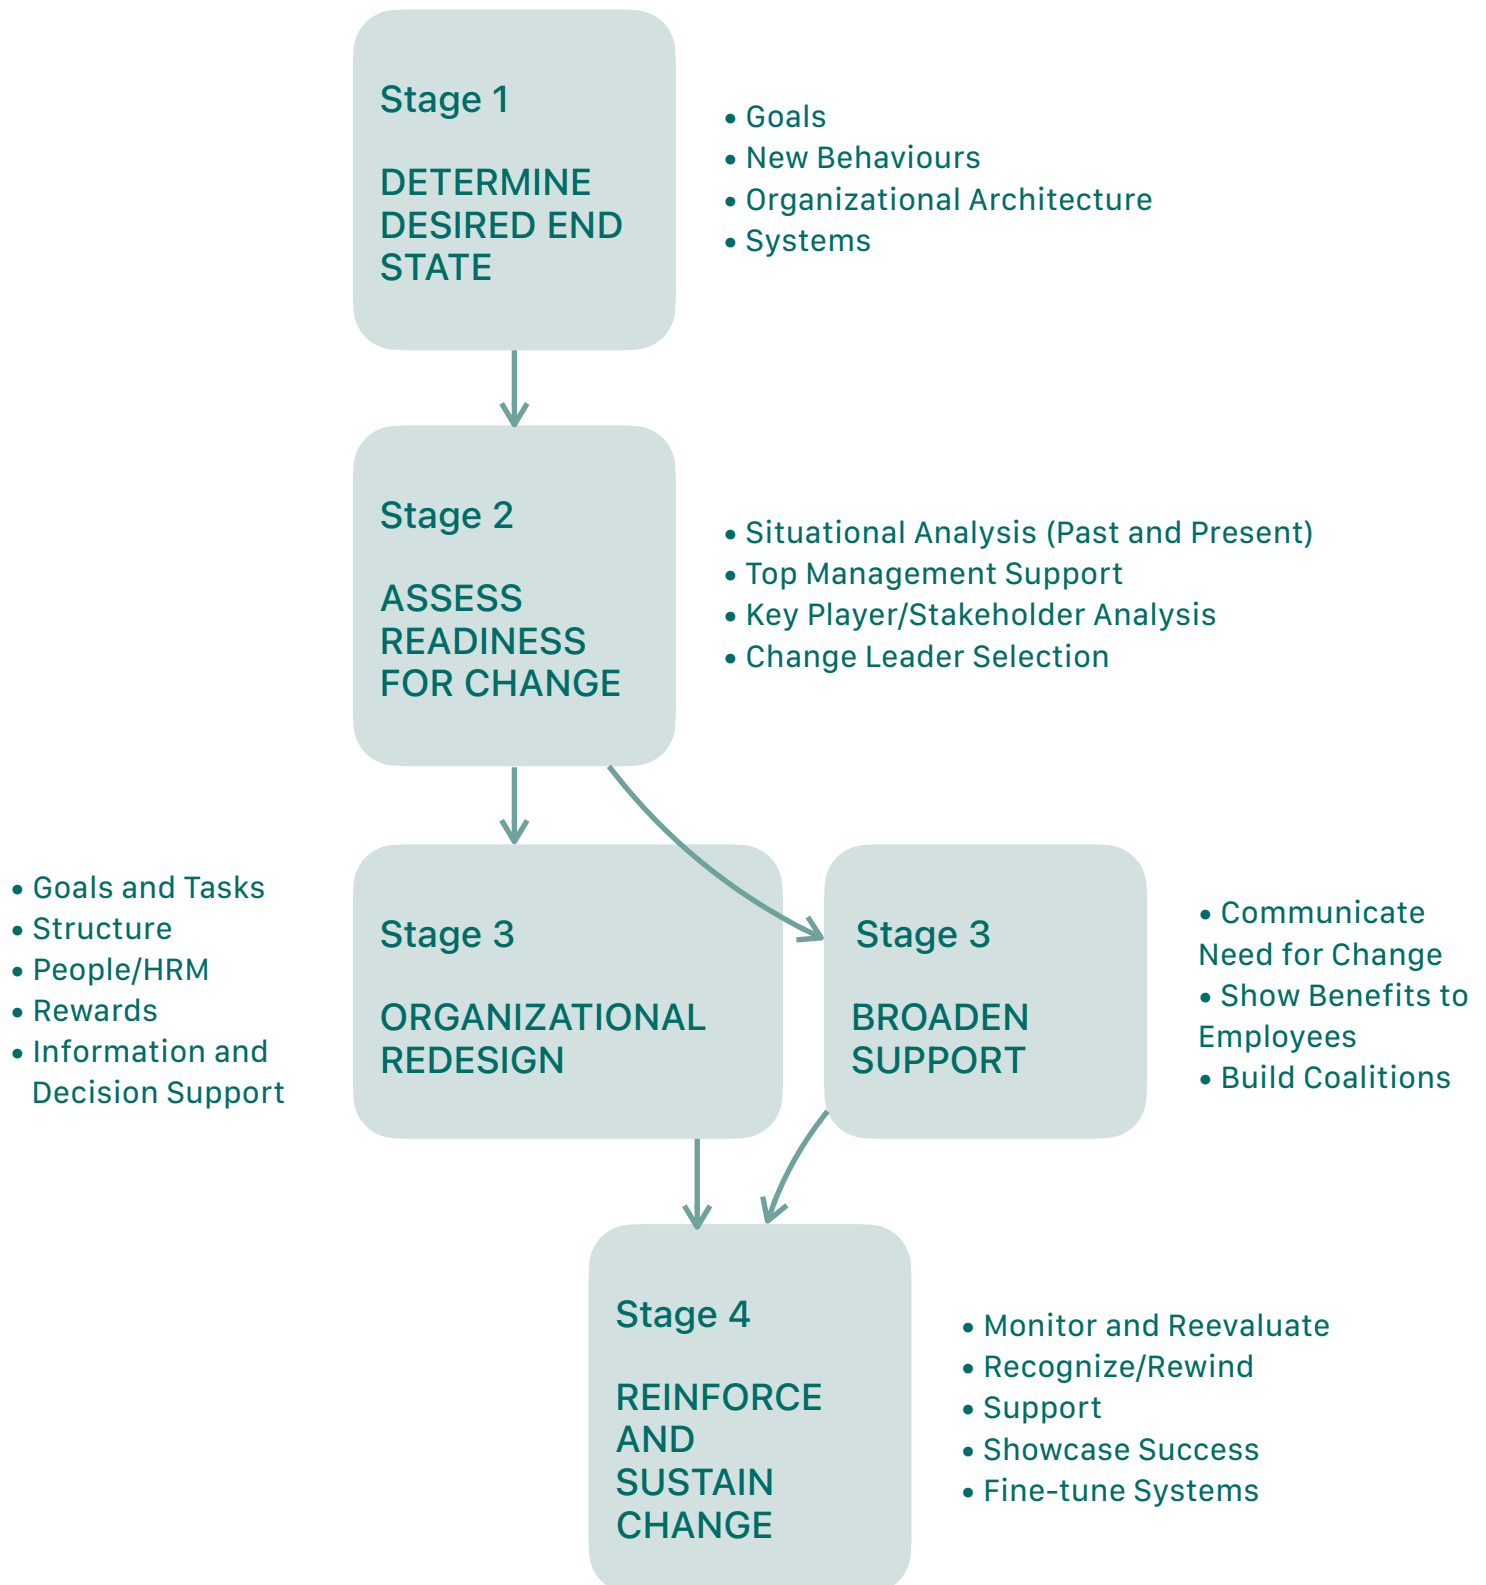 Stage 1
DETERMINE
DESIRED END
STATE
• Goals
• New Behaviours
• Organizational Architecture
• Systems
Stage 2
ASSESS
READINESS
FOR CHANGE
• Situational Analysis (Past and Present)
• Top Management Support
• Key Player/Stakeholder Analysis
• Change Leader Selection
• Goals and Tasks
• Structure
• People/HRM
• Rewards
• Information and
Decision Support
Stage 3
ORGANIZATIONAL
REDESIGN
Stage 3
BROADEN
SUPPORT
• Communicate
Need for Change
• Show Benefits to
Employees
• Build Coalitions
Stage 4
REINFORCE
AND
SUSTAIN
CHANGE
• Monitor and Reevaluate
• Recognize/Rewind
• Support
• Showcase Success
• Fine-tune Systems